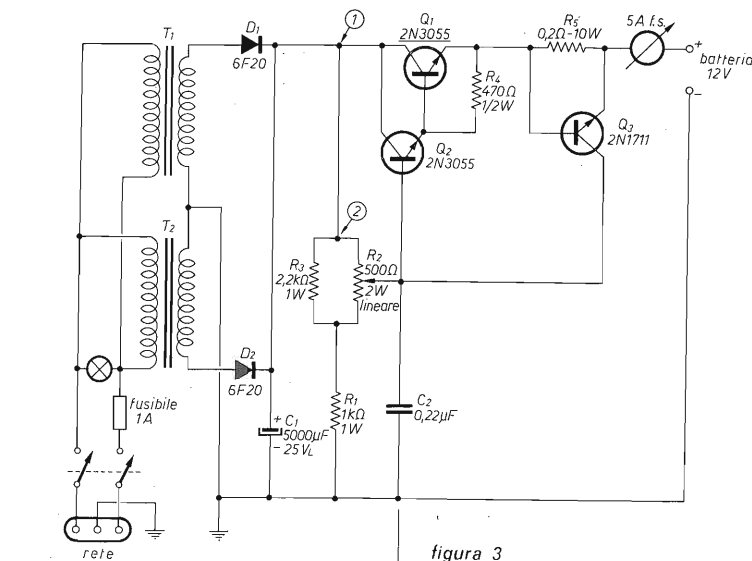 T₁
D₁
6F20
1
Q₁
2N3055
R₄
470Ω
1/2W
R₅
0,2Ω-10W
5A f.s.
+
batteria
12V
-
Q₂
2N3055
Q₃
2N1711
T₂
2
R₃
2,2kΩ
1W
R₂
500Ω
2W
lineare
D₂
6F20
fusibile
1A
+
C₁
5000μF
- 25VL
R₁
1kΩ
1W
C₂
0,22μF
rete
figura 3